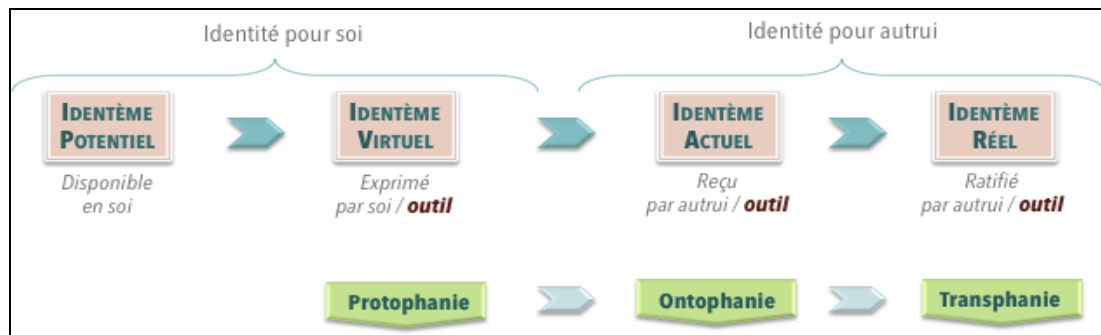 Identité pour soi
Identité pour autrui
IDENTÈME
POTENTIEL
IDENTÈME
VIRTUEL
IDENTÈME
ACTUEL
IDENTÈME
RÉEL
Disponible
en soi
Exprimé
par soi / outil
Reçu
par autrui / outil
Ratifié
par autrui / outil
Protophanie
Ontophanie
Transphanie